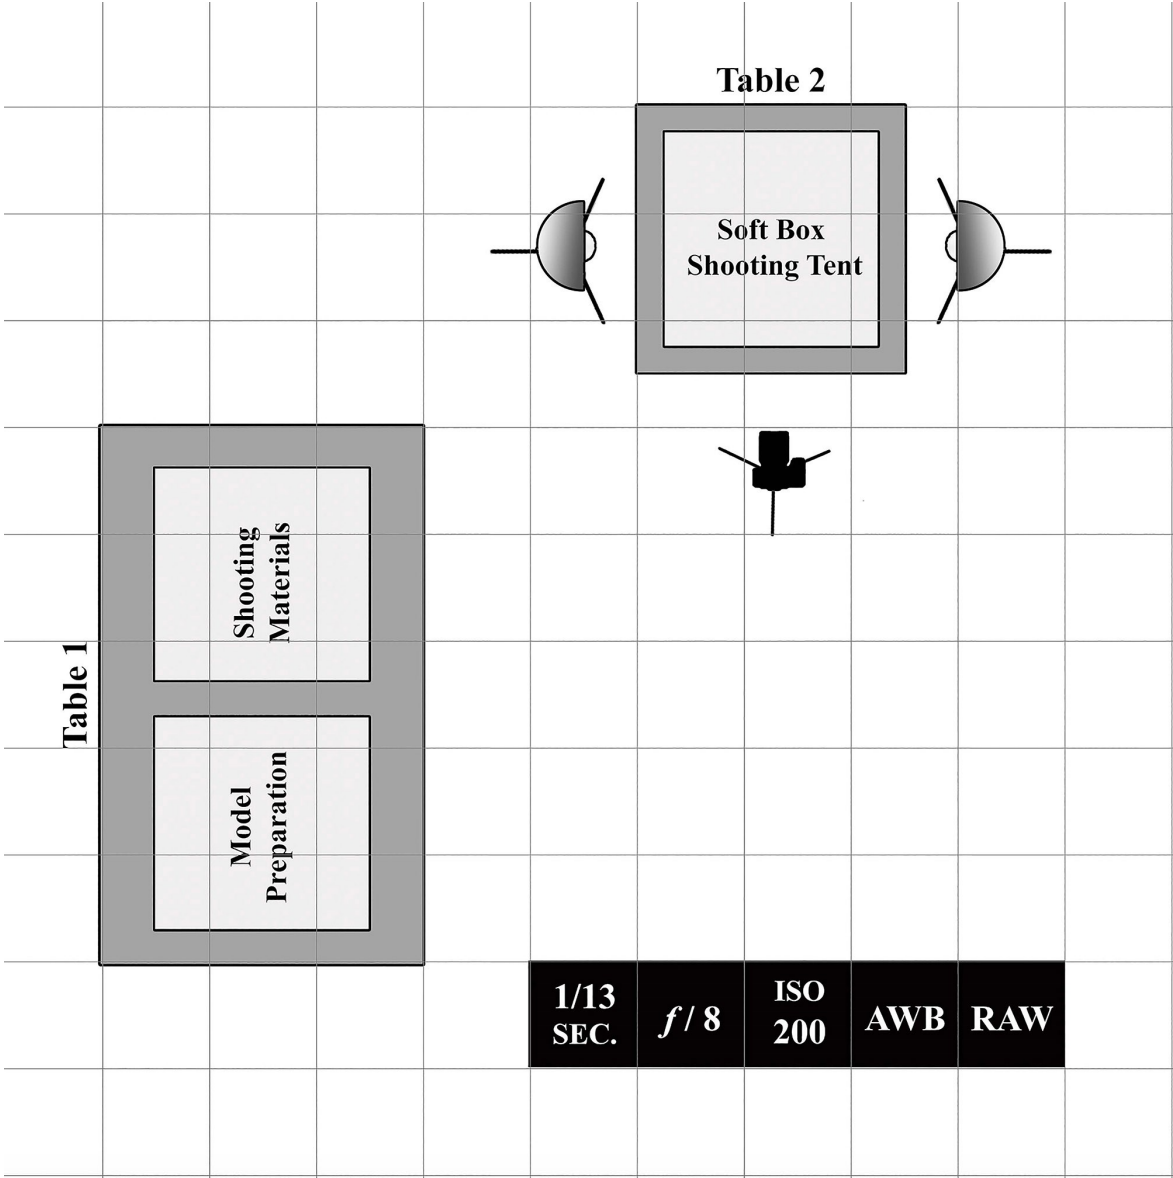 Table 2
Soft Box
Shooting Tent
Table 1
Shooting
Materials
Model
Preparation
1/13
SEC.
f / 8
ISO
200
AWB
RAW